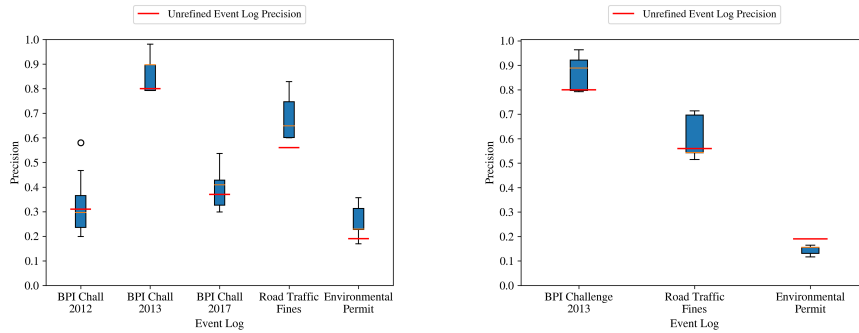 Unrefined Event Log Precision
1.0
0.9
0.8
0.7
0.6
0.5
0.4
0.3
0.2
0.1
0.0
Precision
BPI Chall
2012
BPI Chall
2013
BPI Chall
2017
Road Traffic
Fines
Environmental
Permit
Event Log
Unrefined Event Log Precision
1.0
0.9
0.8
0.7
0.6
0.5
0.4
0.3
0.2
0.1
0.0
Precision
BPI Challenge
2013
Road Traffic
Fines
Environmental
Permit
Event Log